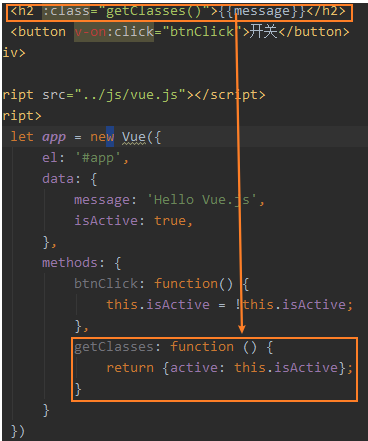 <h2 :class="getClasses()">{{message}}</h2>
<button v-on:click="btnClick">开关</button>
iv>
ript src="../js/vue.js"></script>
ript>
let app = new Vue({
el: '#app',
data: {
message: 'Hello Vue.js',
isActive: true,
},
methods: {
btnClick: function() {
this.isActive = !this.isActive;
},
getClasses: function () {
return {active: this.isActive};
}
}
})